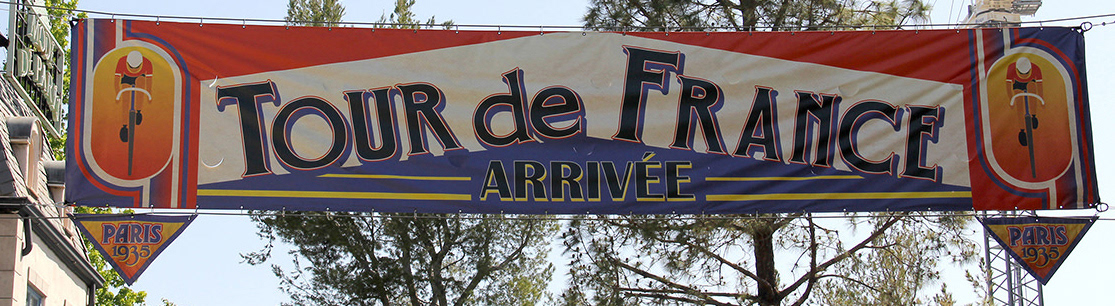 TOUR de FRANCE
ARRIVÉE
PARIS
1935
PARIS
1935